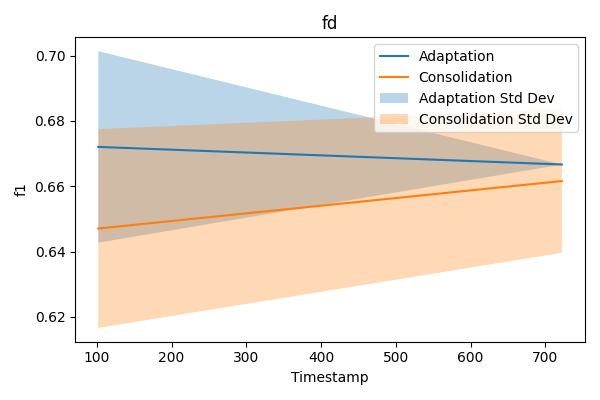 fd
f1
0.70
0.68
0.66
0.64
0.62
Adaptation
Consolidation
Adaptation Std Dev
Consolidation Std Dev
100 200 300 400 500 600 700
Timestamp